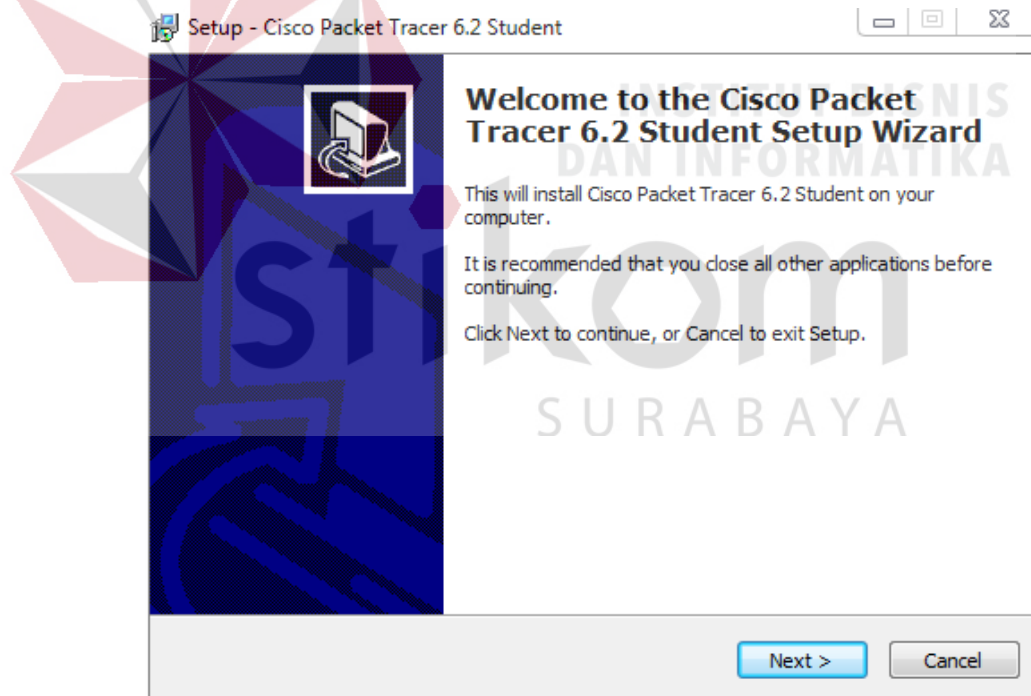 Setup - Cisco Packet Tracer 6.2 Student
INSTITUT BISNIS
DAN INFORMATIKA
stikom
SURABAYA
Welcome to the Cisco Packet
Tracer 6.2 Student Setup Wizard
This will install Cisco Packet Tracer 6.2 Student on your
computer.
It is recommended that you close all other applications before
continuing.
Click Next to continue, or Cancel to exit Setup.
Next >
Cancel